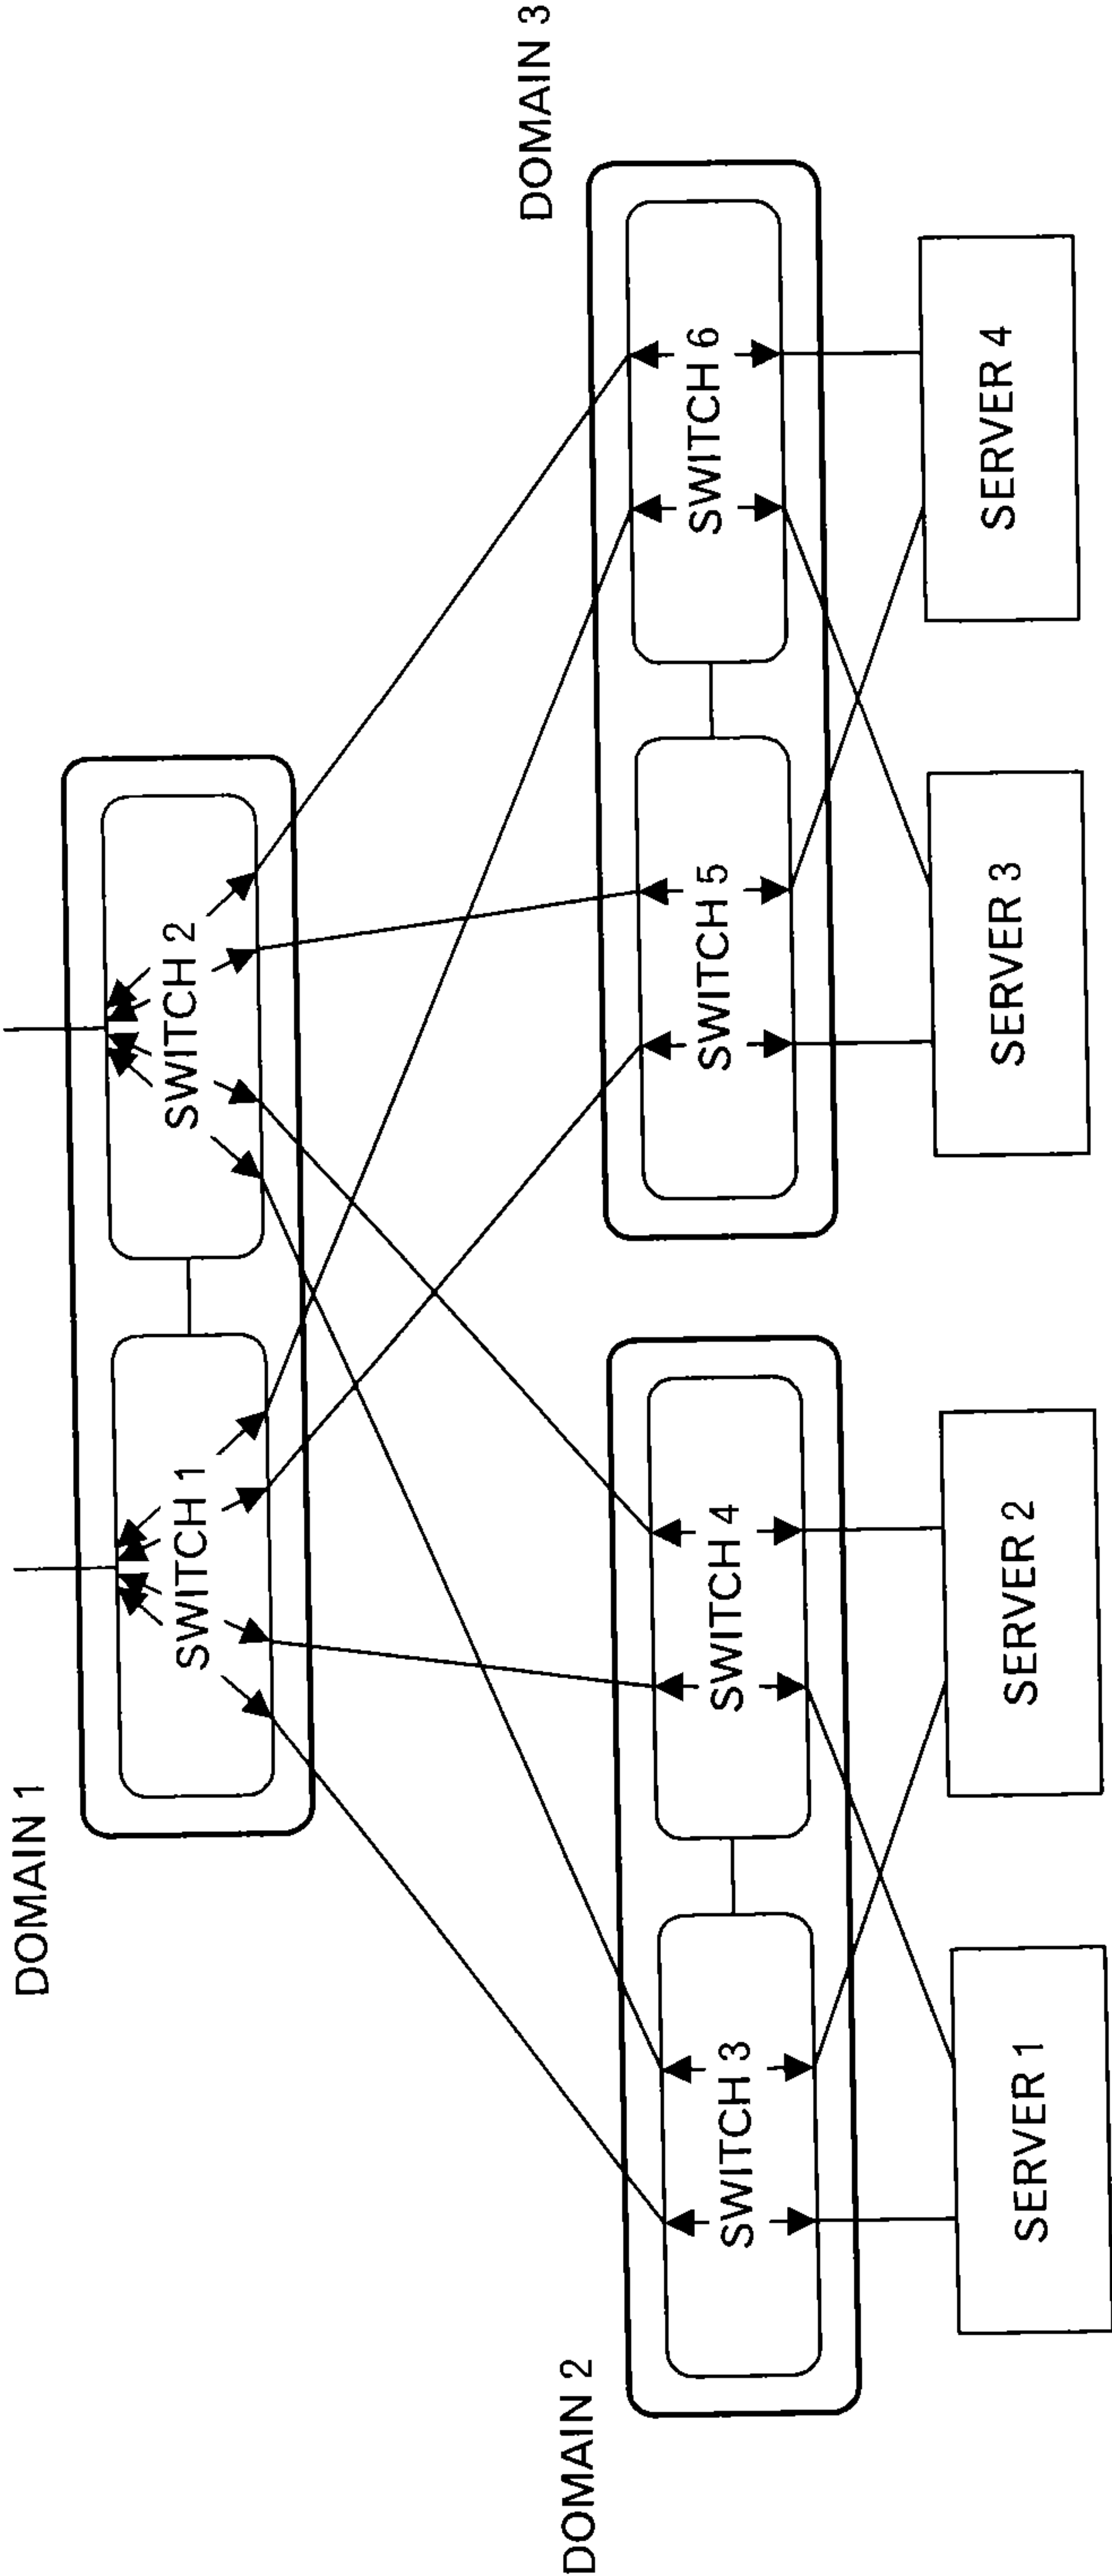 DOMAIN 1
SWITCH 1
SWITCH 2
DOMAIN 2
SWITCH 3
SWITCH 4
DOMAIN 3
SWITCH 5
SWITCH 6
SERVER 1
SERVER 2
SERVER 3
SERVER 4